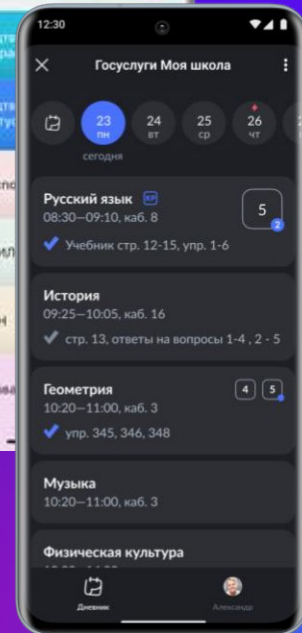 12:30
Госуслуги Моя школа
23
пн
24
вт
25
ср
26
чт
сегодня
Русский язык КР
08:30—09:10, каб. 8
5
2
Учебник стр. 12-15, упр. 1-6
История
09:25—10:05, каб. 16
стр. 13, ответы на вопросы 1-4 , 2 - 5
Геометрия
4 5
10:20—11:00, каб. 3
упр. 345, 346, 348
Музыка
10:20—11:00, каб. 3
Физическая культура
Дневник
Александр